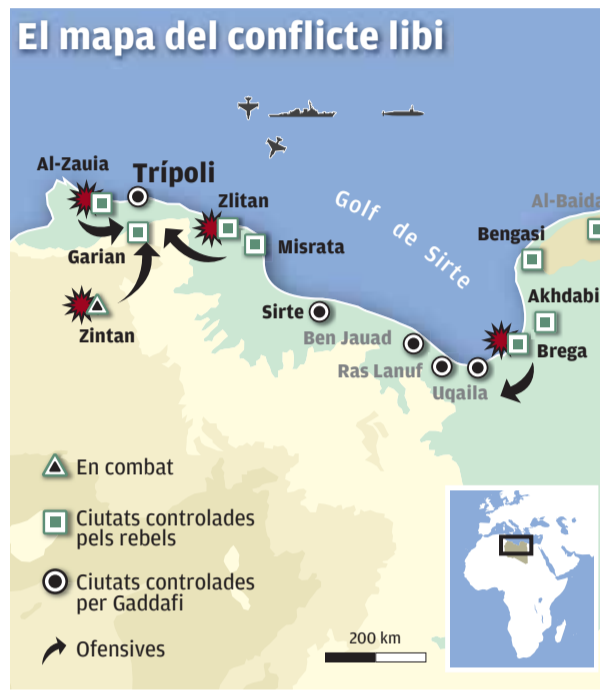 El mapa del conflicte libi
Al-Zauia
Trípoli
Zlitan
Golf de Sirte
Al-Baida
Bengasi
Garian
Misrata
Akhdabi
Zintan
Sirte
Ben Jauad
Brega
Ras Lanuf
Uqaila
En combat
Ciutats controlades
pels rebels
Ciutats controlades
per Gaddafi
Ofensives
200 km